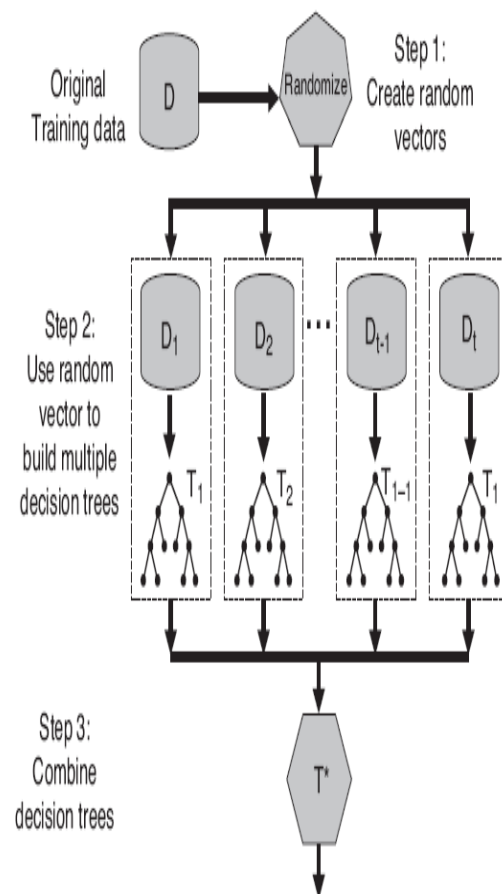 Original
Training data
D
Randomize
Step 1:
Create random
vectors
Step 2:
Use random
vector to
build multiple
decision trees
D1
D2
...
Dt-1
Dt
T1
T2
T1–1
T1
Step 3:
Combine
decision trees
T*